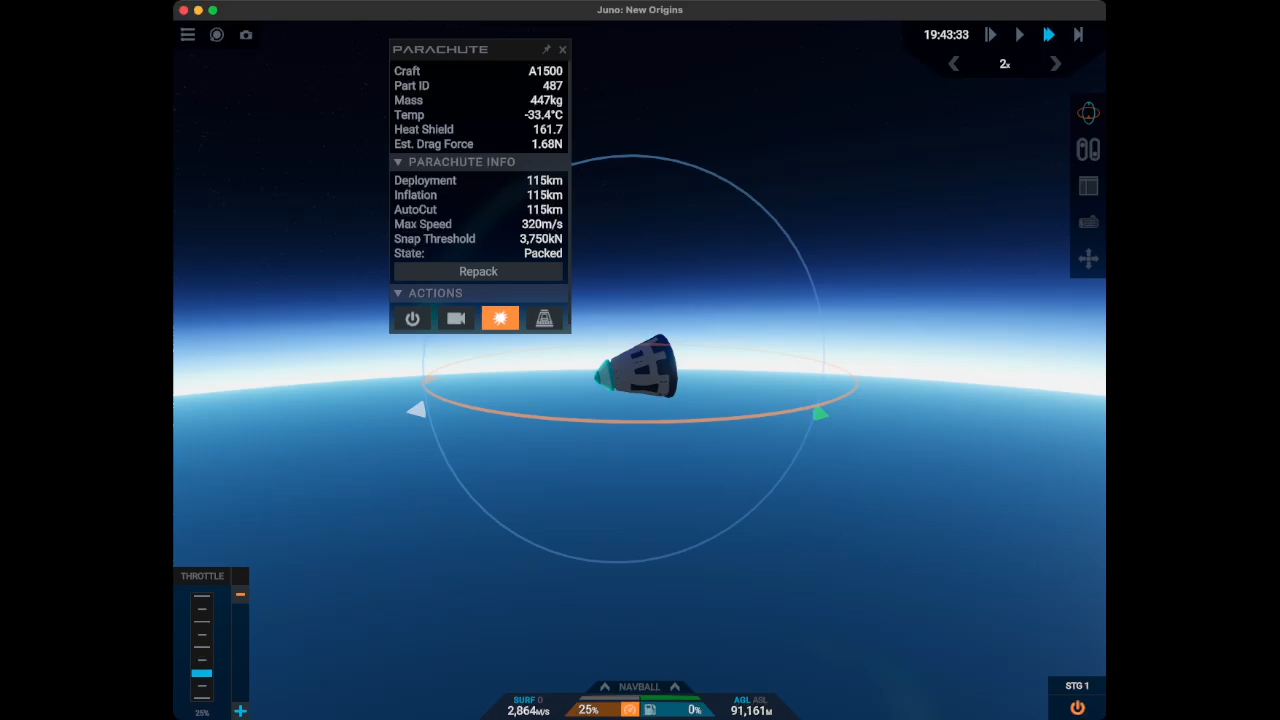 Juno: New Origins
19:43:33
2x
PARACHUTE
Craft A1500
Part ID 487
Mass 447kg
Temp -33.4°C
Heat Shield 161.7
Est. Drag Force 1.68N
PARACHUTE INFO
Deployment 115km
Inflation 115km
AutoCut 115km
Max Speed 320m/s
Snap Threshold 3,750kN
State: Packed
Repack
ACTIONS
THROTTLE
25%
NAVBALL
SURF O
2,864M/S
25%
0%
AGL ASL
91,161M
STG 1